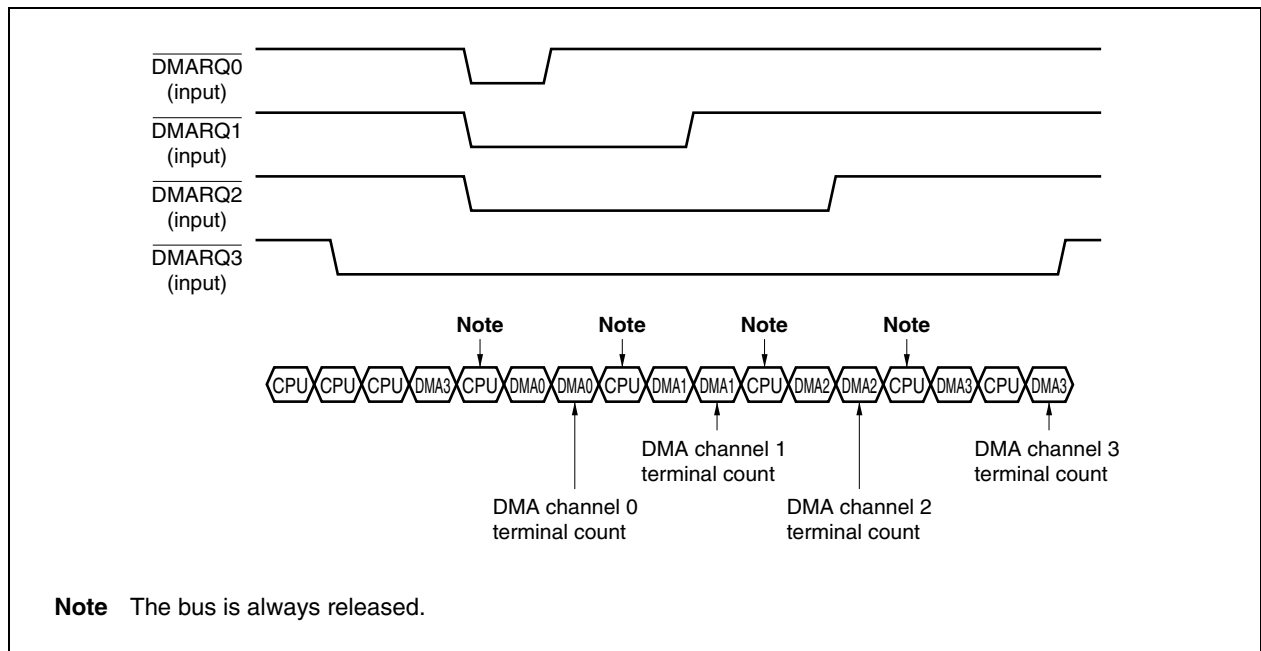 DMARQ0
(input)
DMARQ1
(input)
DMARQ2
(input)
DMARQ3
(input)
Note Note Note Note
CPU CPU CPU DMA3 CPU DMA0 DMA0 CPU DMA1 DMA1 CPU DMA2 DMA2 CPU DMA3 CPU DMA3
DMA channel 1
terminal count
DMA channel 3
terminal count
DMA channel 0
terminal count
DMA channel 2
terminal count
Note The bus is always released.